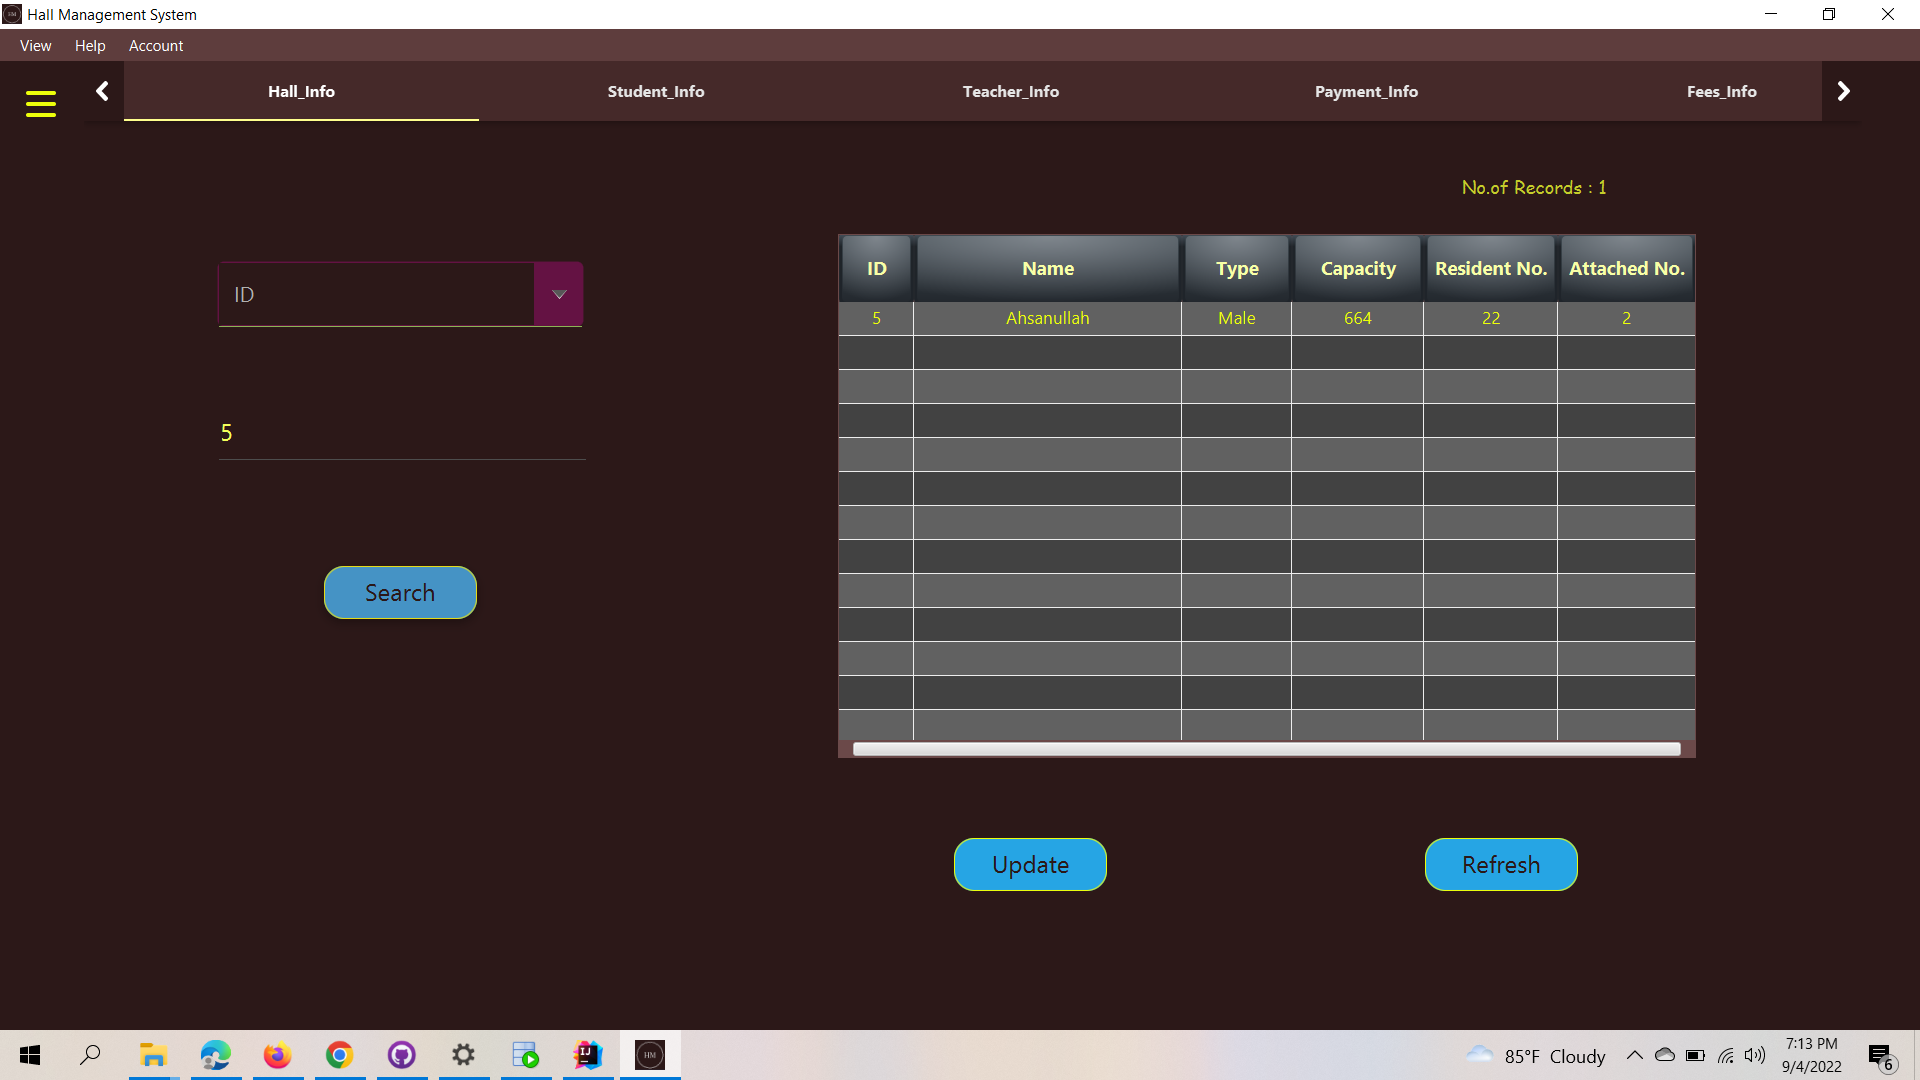 Hall Management System
View Help Account
Hall_Info Student_Info Teacher_Info Payment_Info Fees_Info
No.of Records : 1
ID
5
Search
ID Name Type Capacity Resident No. Attached No.
5 Ahsanullah Male 664 22 2
Update Refresh
HM
85°F Cloudy
7:13 PM
9/4/2022
6